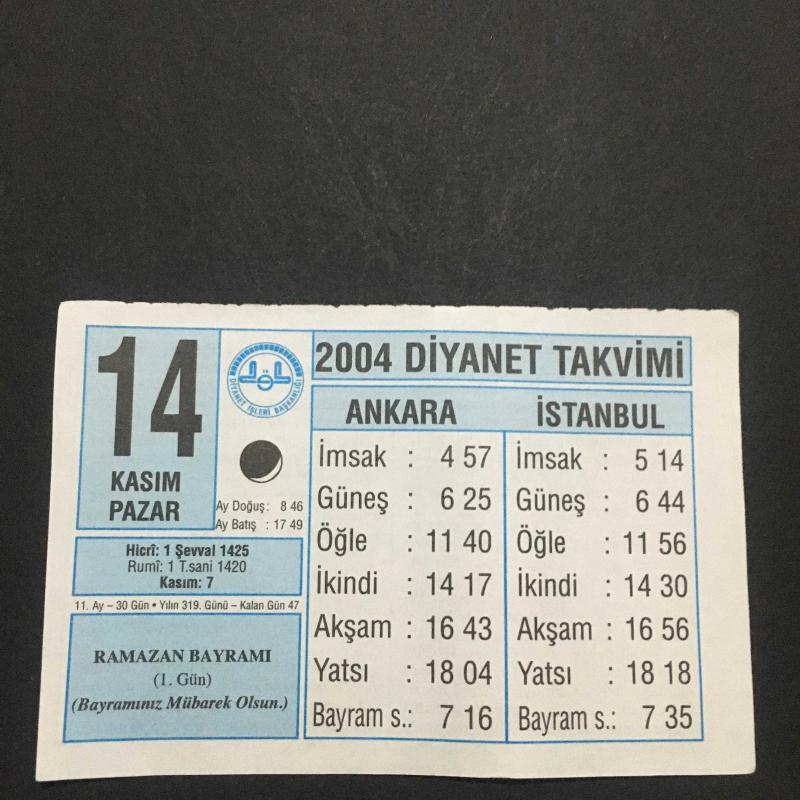 14
KASIM
PAZAR
DİYANET İŞLERİ BAŞKANLIĞI
Ay Doğuş: 8 46
Ay Batış : 17 49
Hicrî: 1 Şevval 1425
Rumî: 1 T.sani 1420
Kasım: 7
11. Ay – 30 Gün • Yılın 319. Günü – Kalan Gün 47
RAMAZAN BAYRAMI
(1. Gün)
(Bayramınız Mübarek Olsun.)
2004 DİYANET TAKVİMİ
ANKARA
İmsak : 4 57
Güneş : 6 25
Öğle : 11 40
İkindi : 14 17
Akşam : 16 43
Yatsı : 18 04
Bayram s.: 7 16
İSTANBUL
İmsak : 5 14
Güneş : 6 44
Öğle : 11 56
İkindi : 14 30
Akşam : 16 56
Yatsı : 18 18
Bayram s.: 7 35